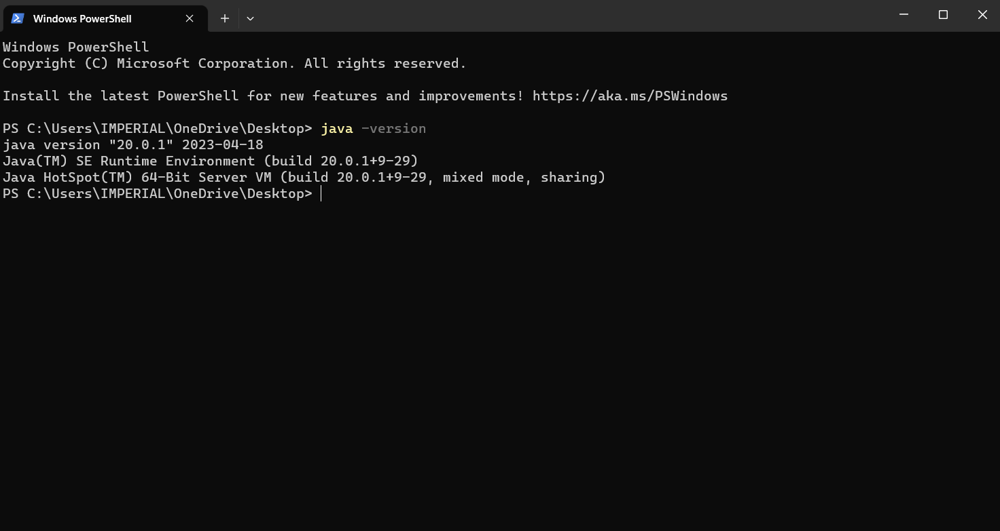 Windows PowerShell
Windows PowerShell
Copyright (C) Microsoft Corporation. All rights reserved.
Install the latest PowerShell for new features and improvements! https://aka.ms/PSWindows
PS C:\Users\IMPERIAL\OneDrive\Desktop> java -version
java version "20.0.1" 2023-04-18
Java(TM) SE Runtime Environment (build 20.0.1+9-29)
Java HotSpot(TM) 64-Bit Server VM (build 20.0.1+9-29, mixed mode, sharing)
PS C:\Users\IMPERIAL\OneDrive\Desktop>